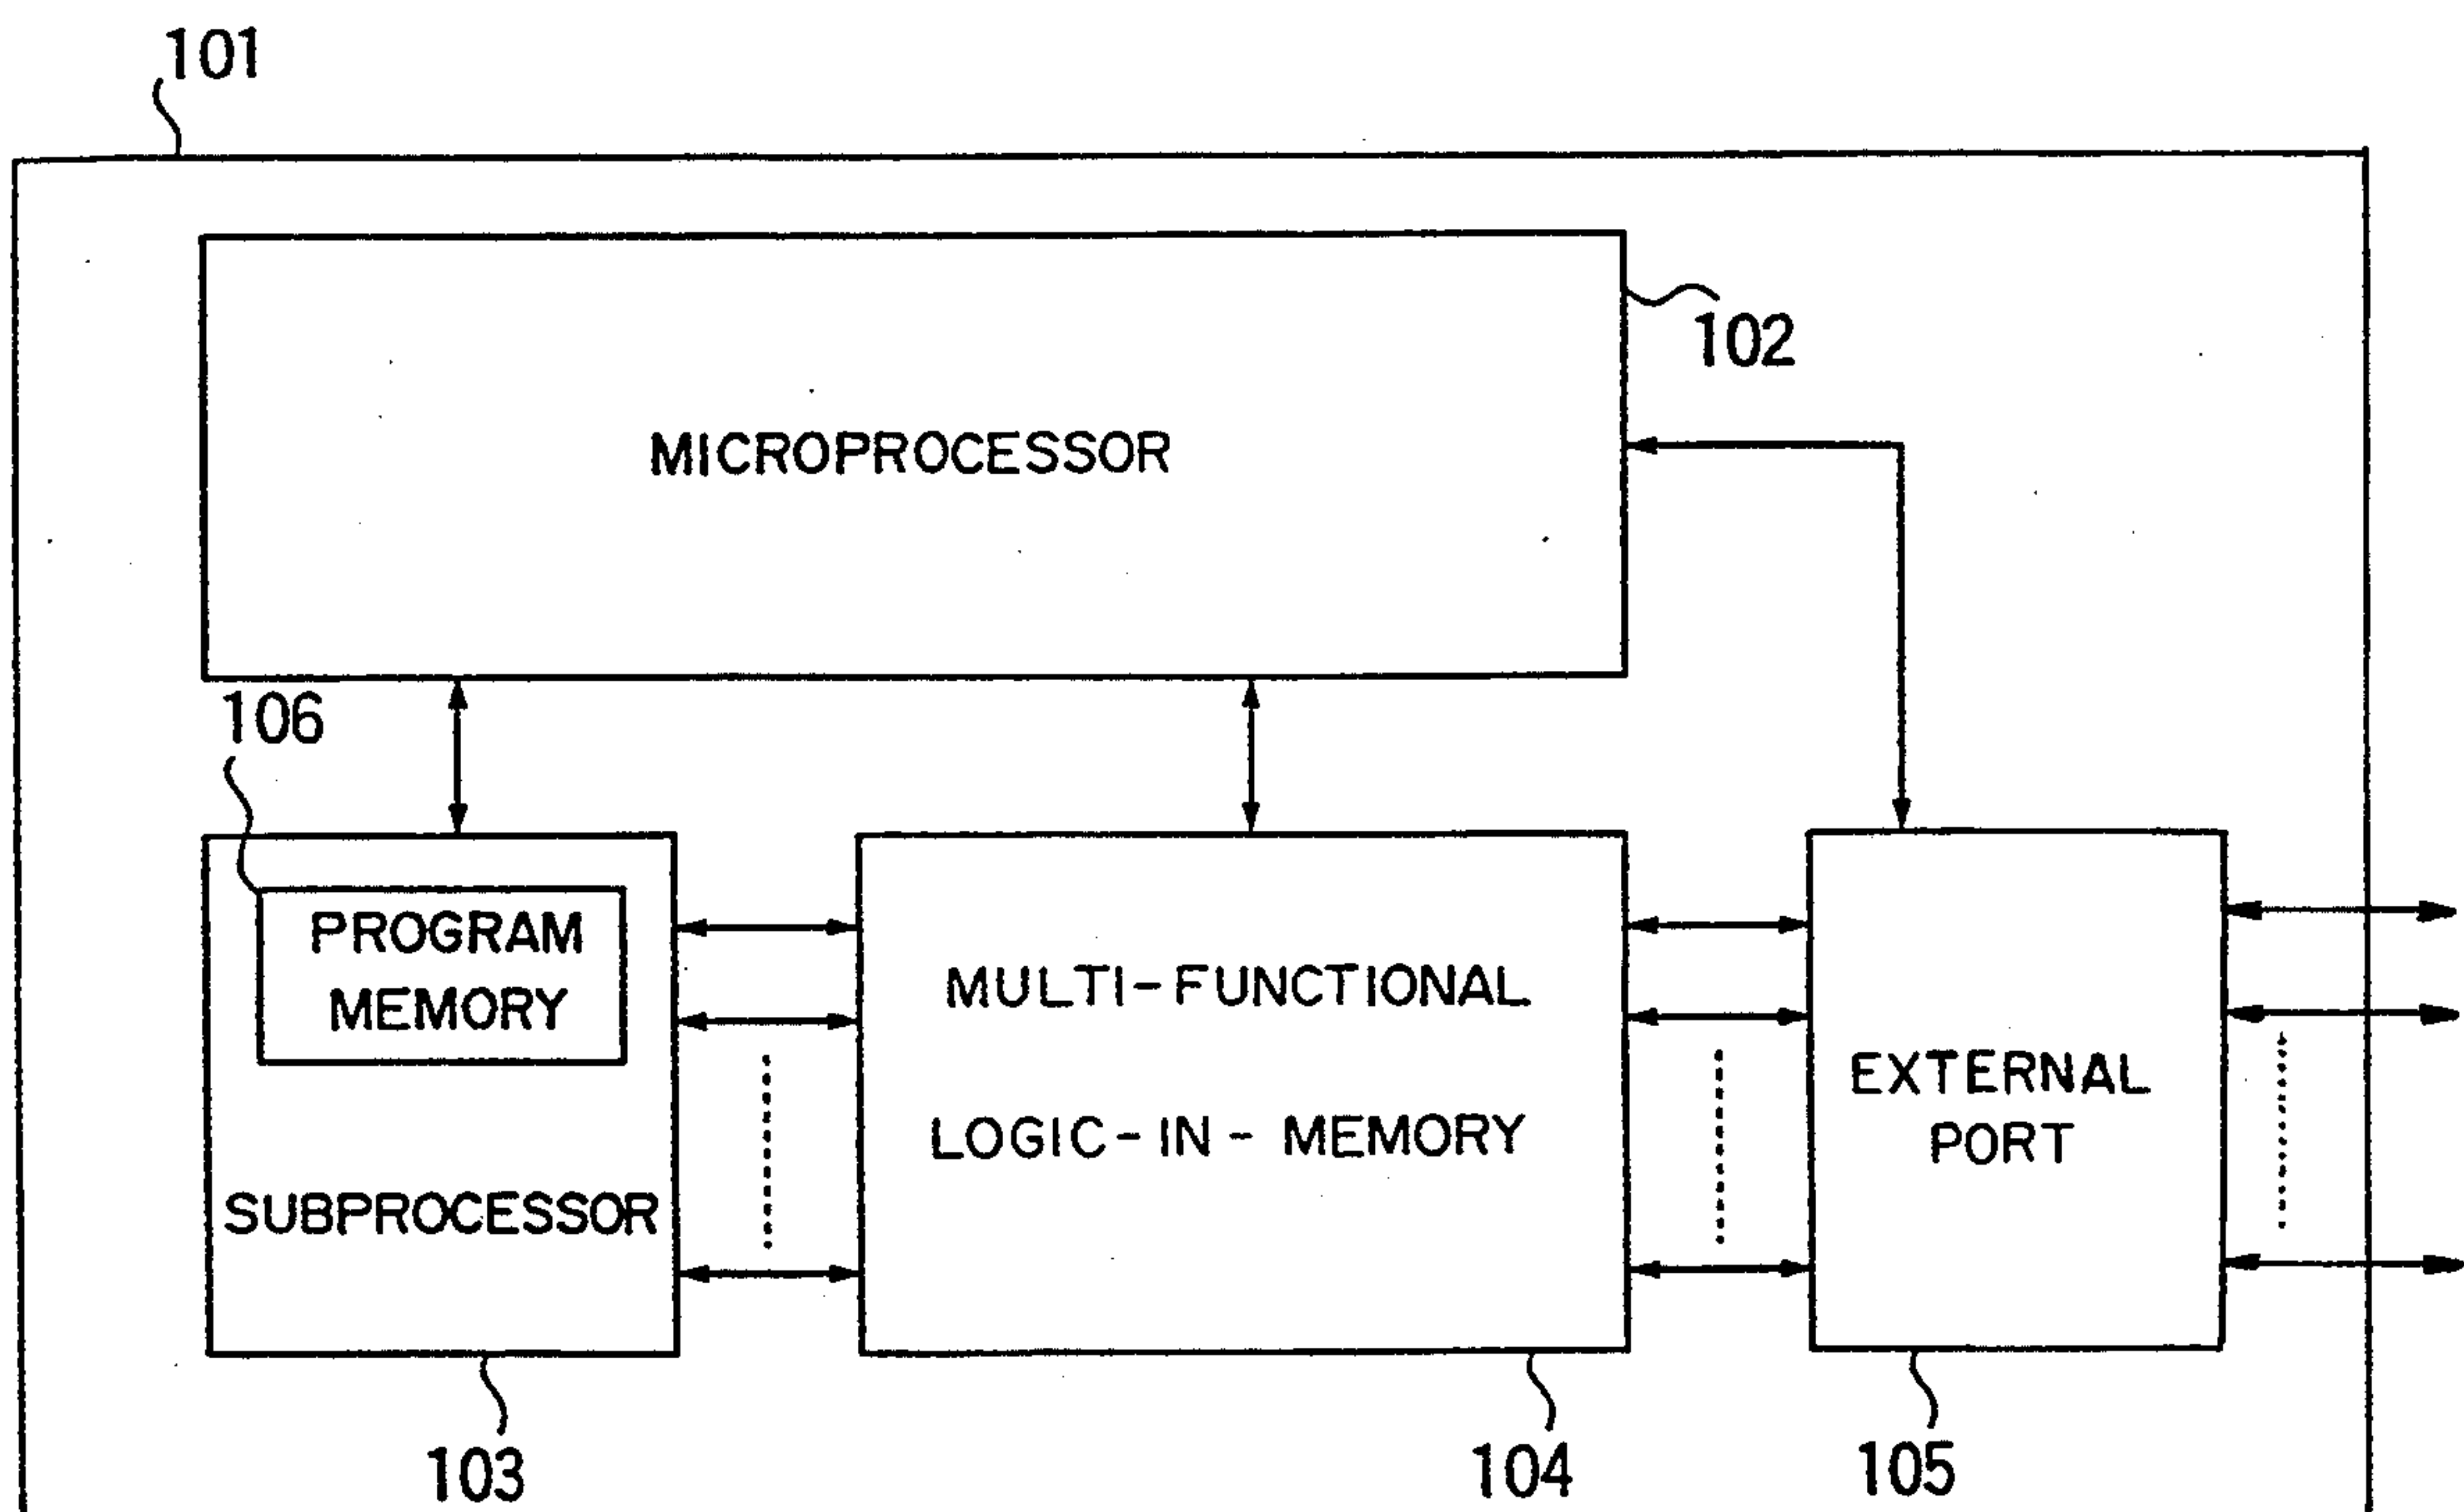 101
102
MICROPROCESSOR
106
PROGRAM
MEMORY
SUBPROCESSOR
MULTI-FUNCTIONAL
LOGIC-IN-MEMORY
EXTERNAL
PORT
103
104
105